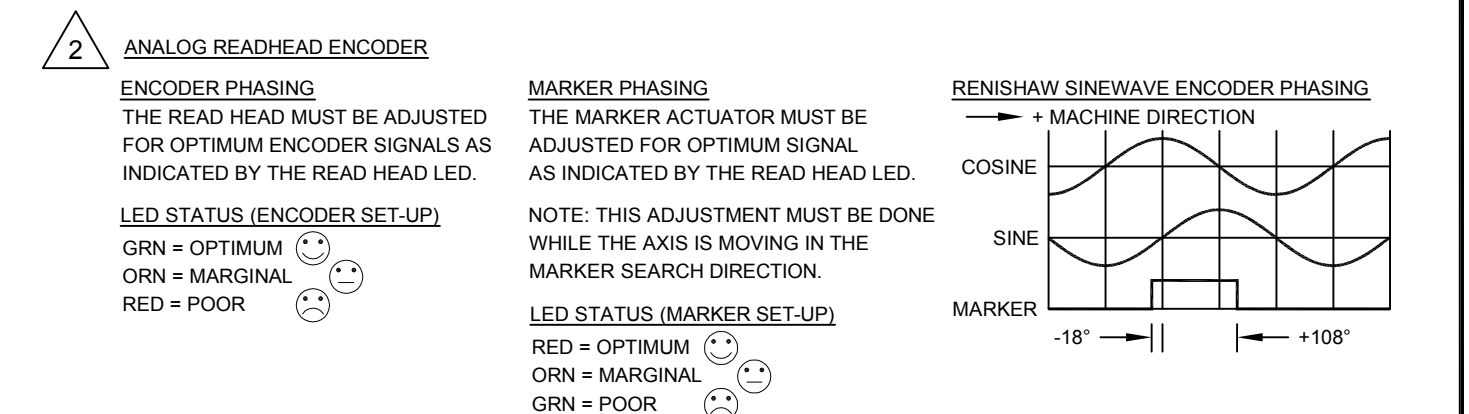 2
ANALOG READHEAD ENCODER
ENCODER PHASING
THE READ HEAD MUST BE ADJUSTED
FOR OPTIMUM ENCODER SIGNALS AS
INDICATED BY THE READ HEAD LED.
LED STATUS (ENCODER SET-UP)
GRN = OPTIMUM
ORN = MARGINAL
RED = POOR
MARKER PHASING
THE MARKER ACTUATOR MUST BE
ADJUSTED FOR OPTIMUM SIGNAL
AS INDICATED BY THE READ HEAD LED.
NOTE: THIS ADJUSTMENT MUST BE DONE
WHILE THE AXIS IS MOVING IN THE
MARKER SEARCH DIRECTION.
LED STATUS (MARKER SET-UP)
RED = OPTIMUM
ORN = MARGINAL
GRN = POOR
RENISHAW SINEWAVE ENCODER PHASING
+ MACHINE DIRECTION
COSINE
SINE
MARKER
-18°
+108°